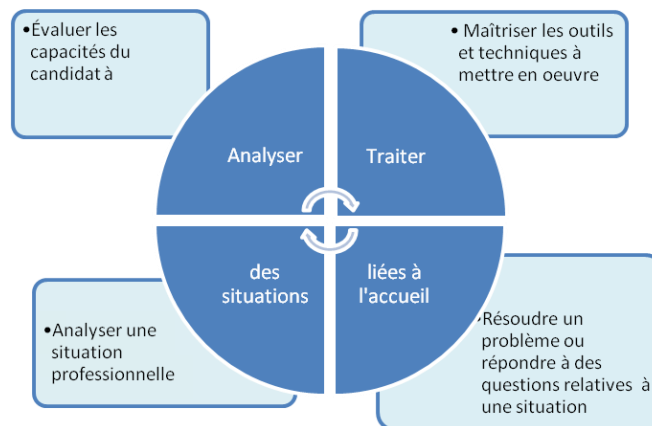 •Évaluer les
capacités du
candidat à
• Maîtriser les outils
et techniques à
mettre en oeuvre
Analyser
Traiter
des
situations
liées à
l'accueil
•Analyser une
situation
professionnelle
•Résoudre un
problème ou
répondre à des
questions relatives à
une situation